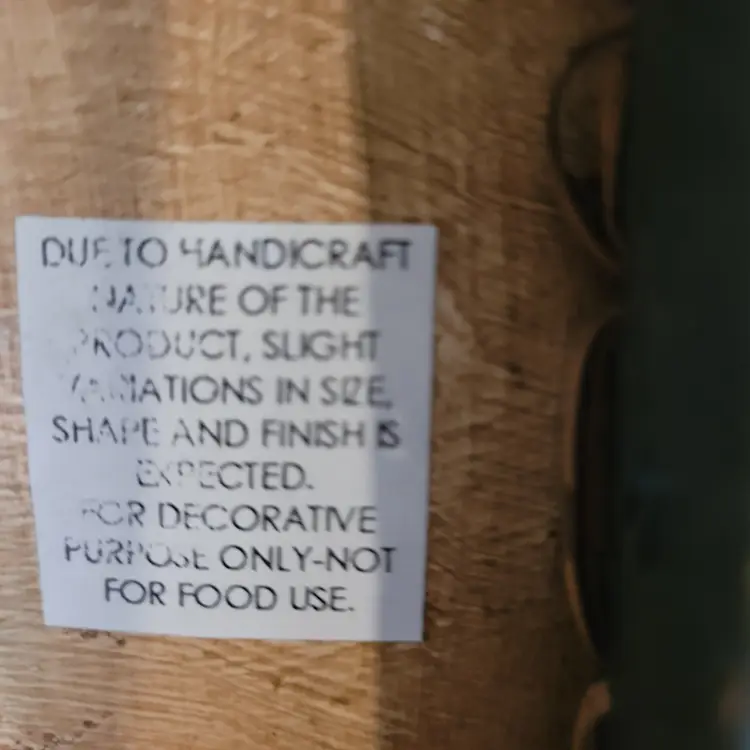 DUE TO HANDICRAFT
NATURE OF THE
PRODUCT, SLIGHT
VARIATIONS IN SIZE,
SHAPE AND FINISH IS
EXPECTED.
FOR DECORATIVE
PURPOSE ONLY-NOT
FOR FOOD USE.